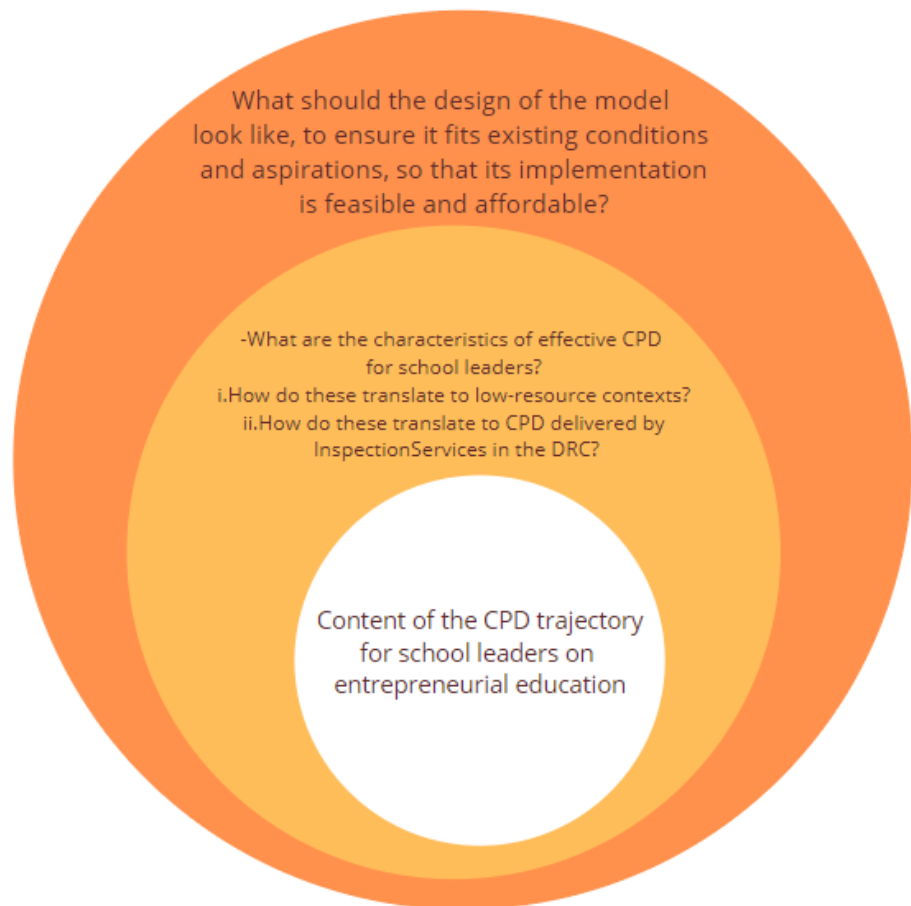 What should the design of the model
look like, to ensure it fits existing conditions
and aspirations, so that its implementation
is feasible and affordable?
-What are the characteristics of effective CPD
for school leaders?
i.How do these translate to low-resource contexts?
ii.How do these translate to CPD delivered by
InspectionServices in the DRC?
Content of the CPD trajectory
for school leaders on
entrepreneurial education